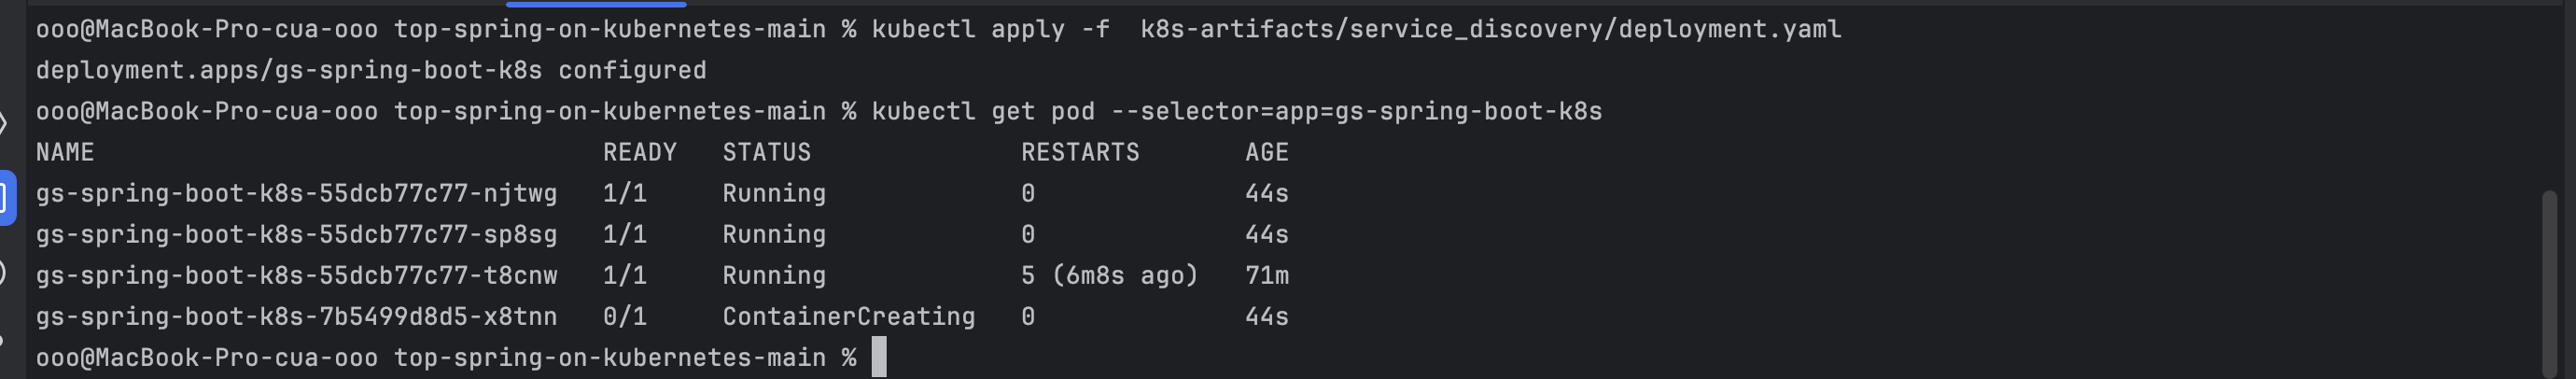 ooo@MacBook-Pro-cua-ooo top-spring-on-kubernetes-main % kubectl apply -f  k8s-artifacts/service_discovery/deployment.yaml
deployment.apps/gs-spring-boot-k8s configured
ooo@MacBook-Pro-cua-ooo top-spring-on-kubernetes-main % kubectl get pod --selector=app=gs-spring-boot-k8s
NAME                                  READY   STATUS              RESTARTS       AGE
gs-spring-boot-k8s-55dcb77c77-njtwg   1/1     Running             0              44s
gs-spring-boot-k8s-55dcb77c77-sp8sg   1/1     Running             0              44s
gs-spring-boot-k8s-55dcb77c77-t8cnw   1/1     Running             5 (6m8s ago)   71m
gs-spring-boot-k8s-7b5499d8d5-x8tnn   0/1     ContainerCreating   0              44s
ooo@MacBook-Pro-cua-ooo top-spring-on-kubernetes-main %